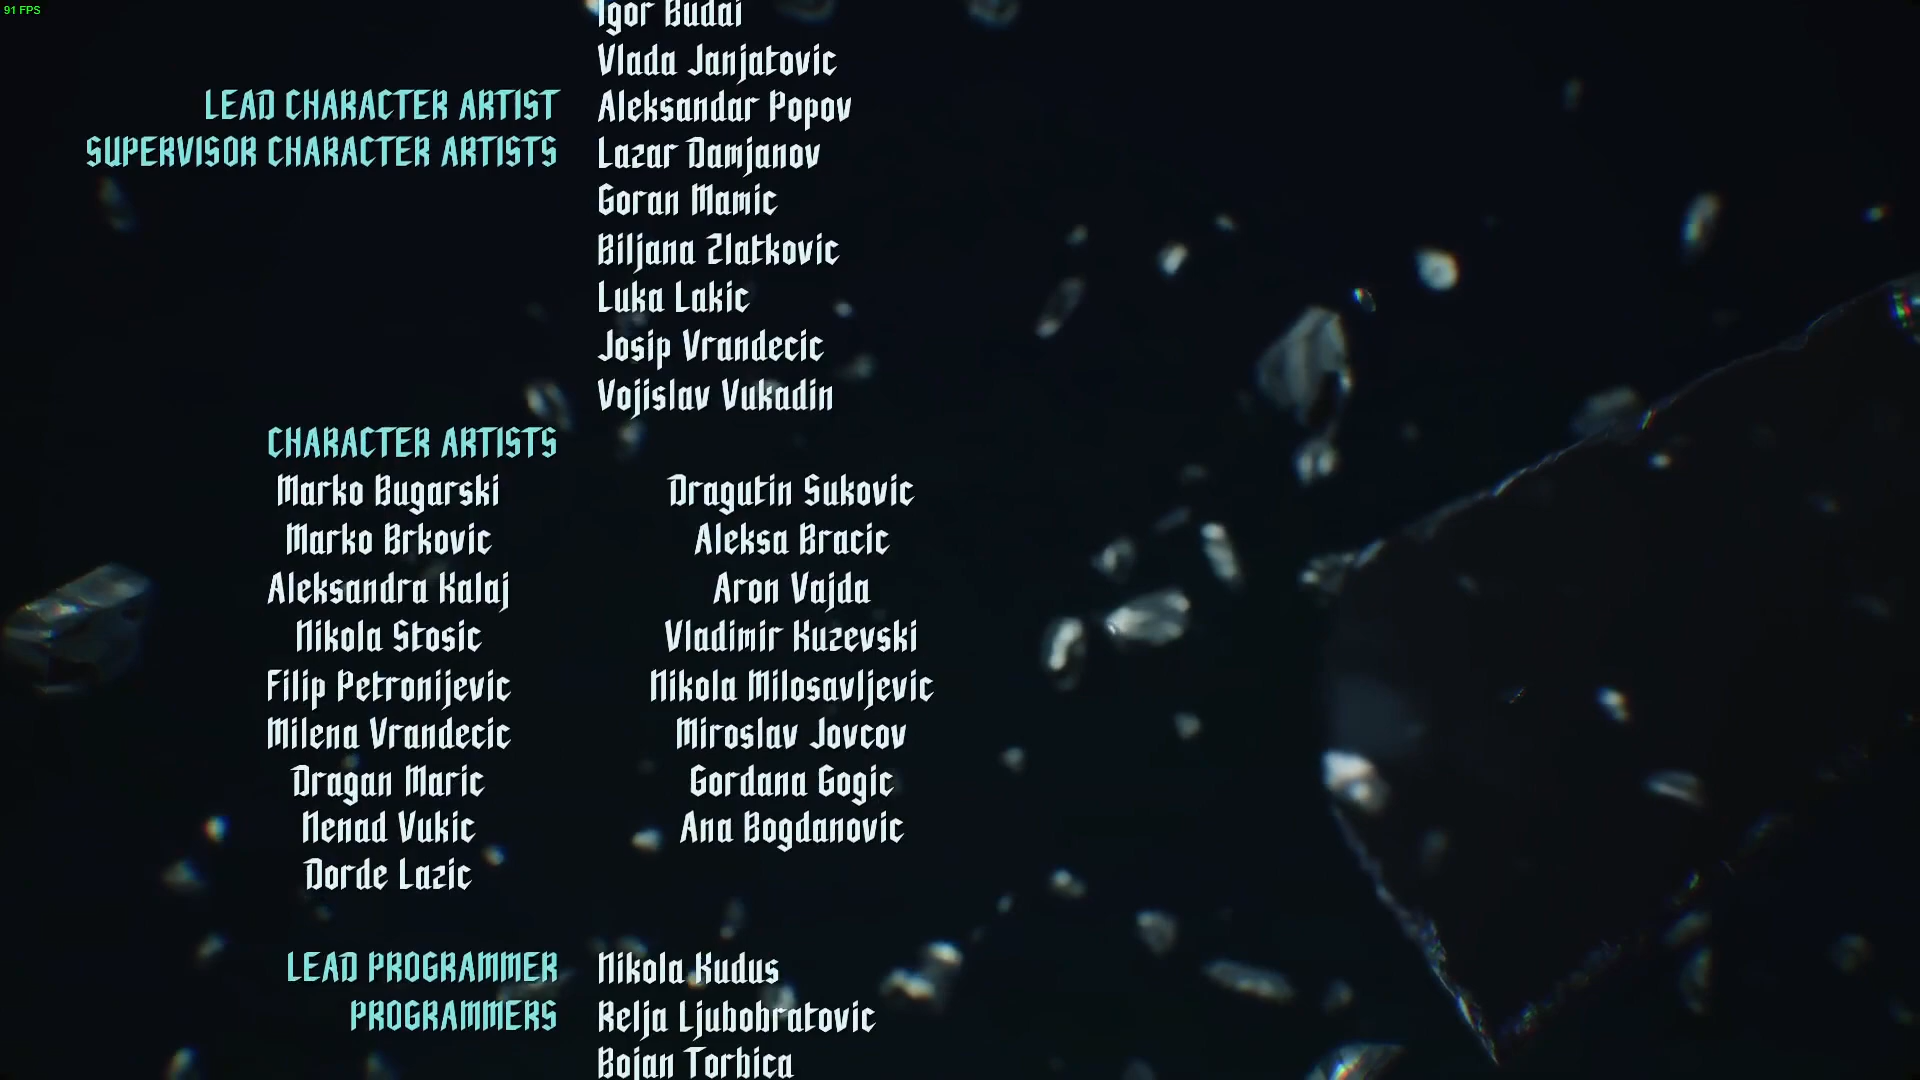 91 FPS
Igor Budai
Vlada Janjatovic
LEAD CHARACTER ARTIST Aleksandar Popov
SUPERVISOR CHARACTER ARTISTS Lazar Damjanov
Goran Mamic
Biljana Zlatkovic
Luka Lakic
Josip Vrandecic
Vojislav Vukadin
CHARACTER ARTISTS
Marko Bugarski Dragutin Sukovic
Marko Brkovic Aleksa Bracic
Aleksandra Kalaj Aron Vajda
Nikola Stosic Vladimir Kuzevski
Filip Petronijevic Nikola Milosavljevic
Milena Vrandecic Miroslav Jovcov
Dragan Maric Gordana Gogic
Nenad Vukic Ana Bogdanovic
Dorde Lazic
LEAD PROGRAMMER Nikola Kudus
PROGRAMMERS Relja Ljubobratovic
Bojan Torbica